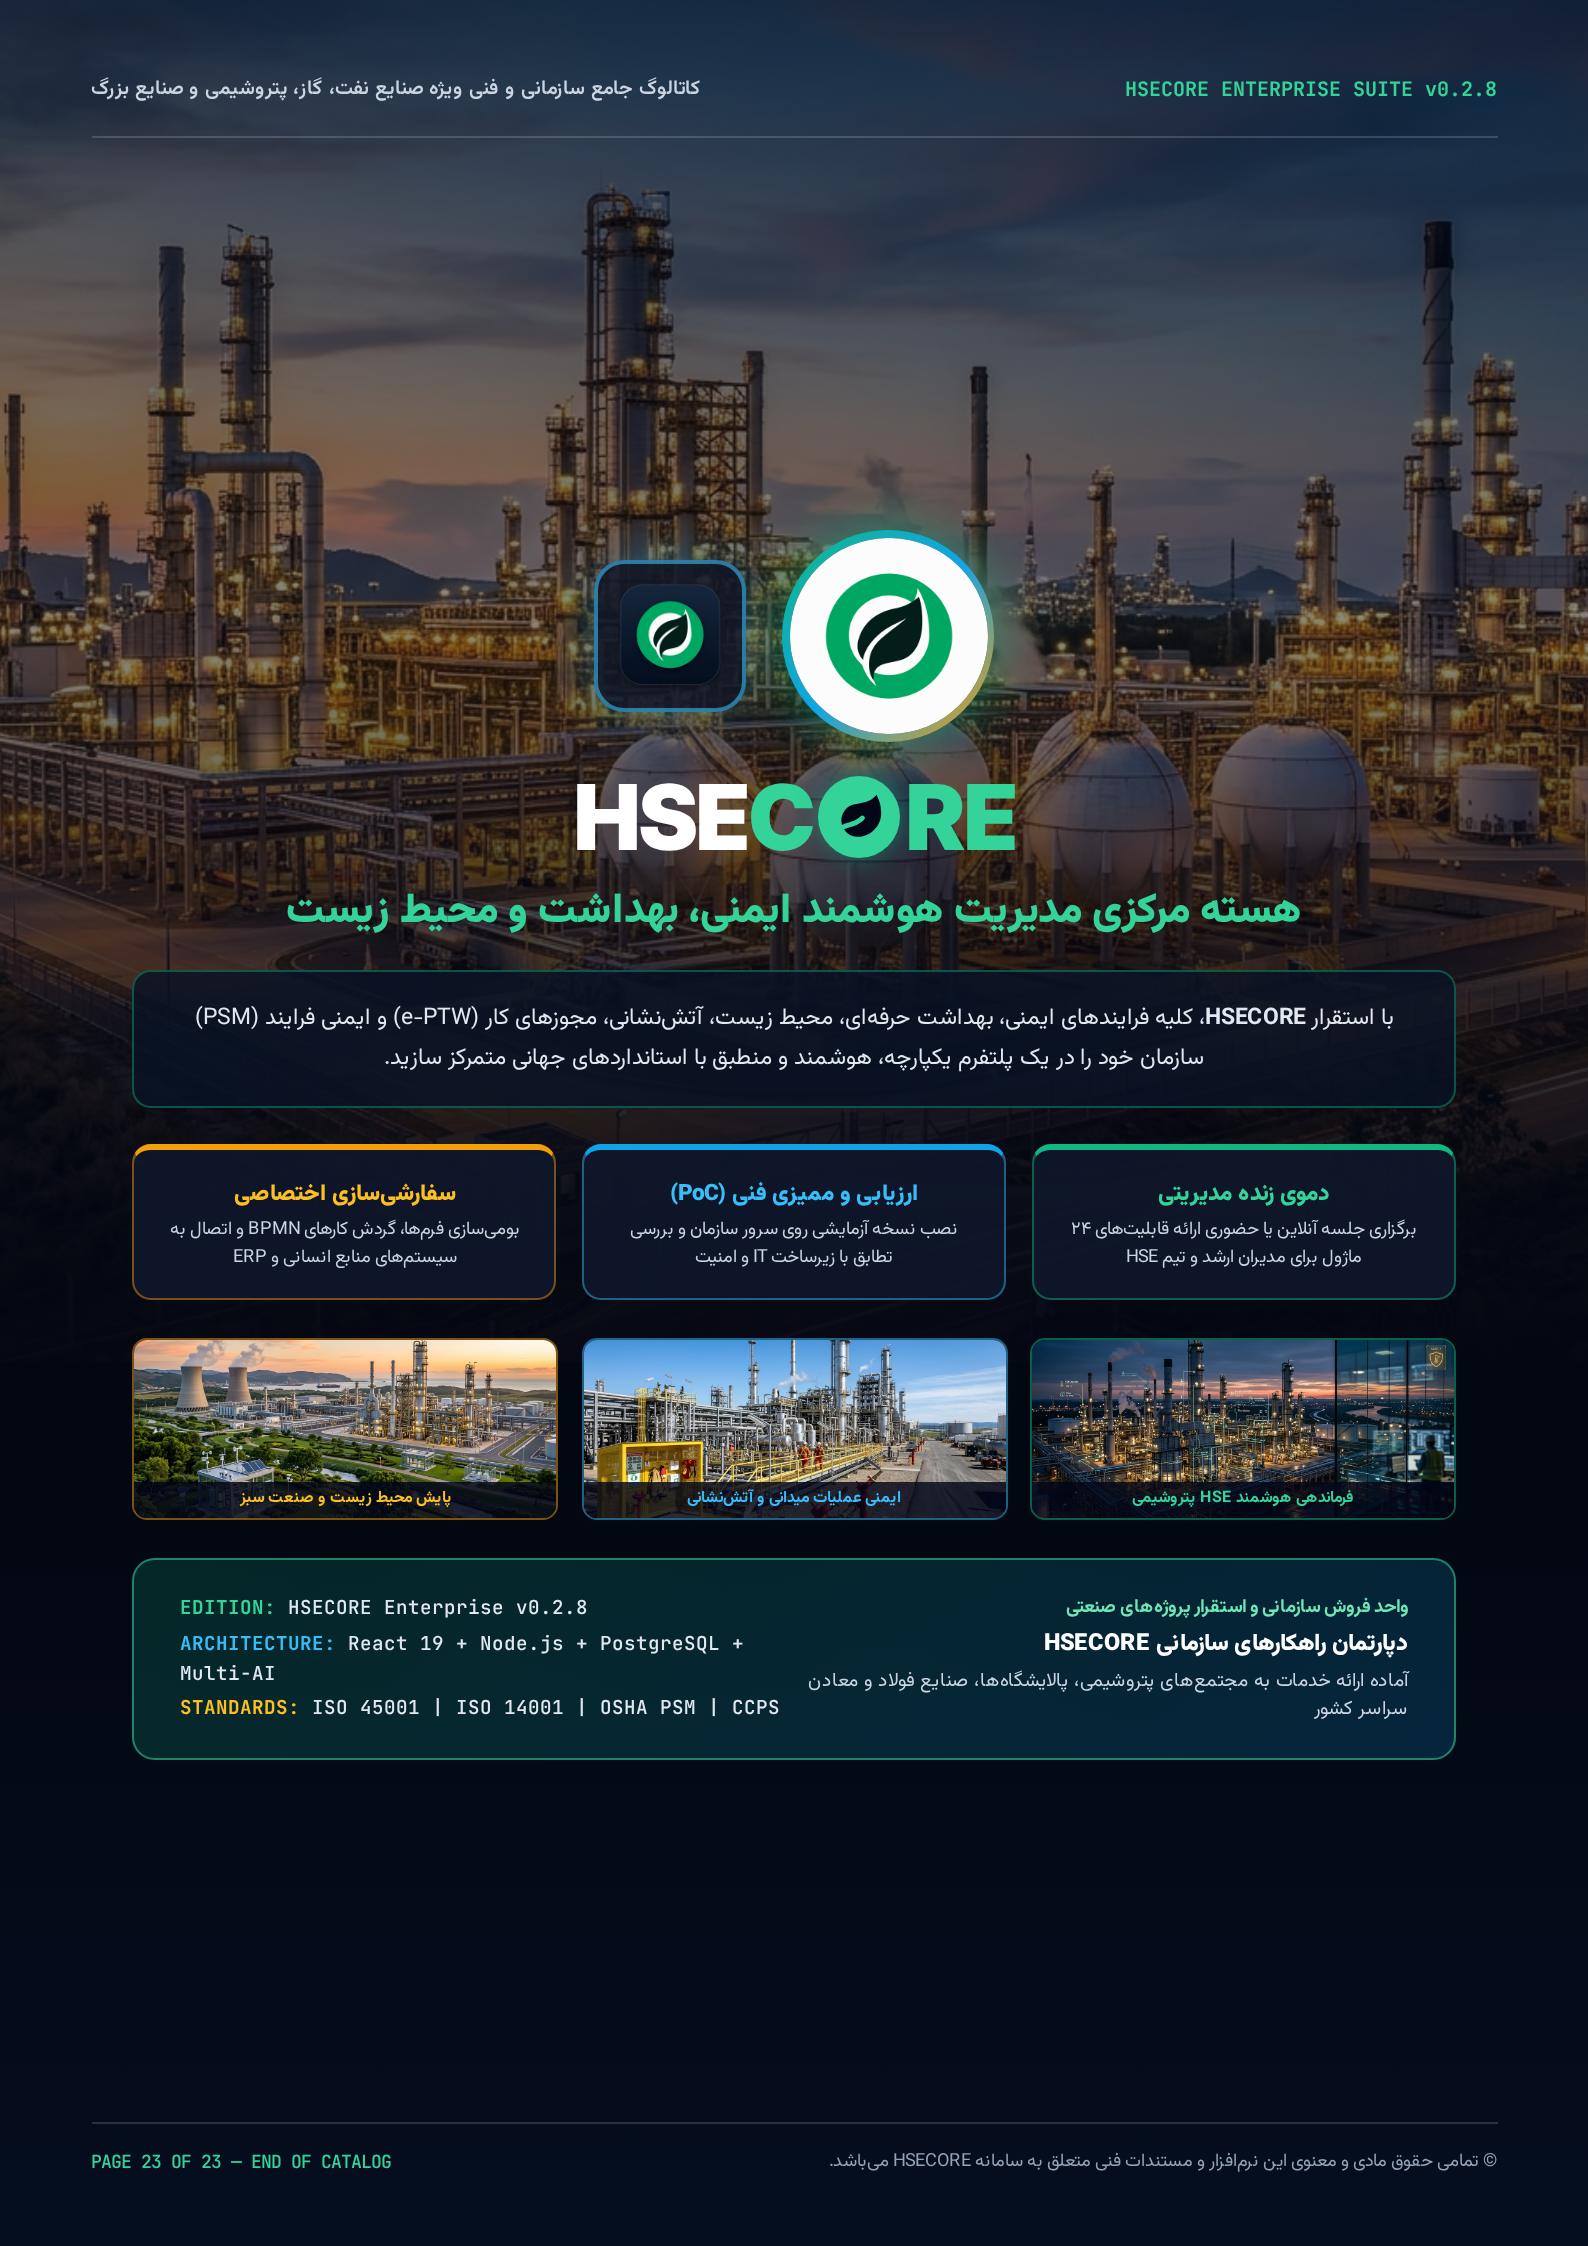 HSECORE ENTERPRISE SUITE v0.2.8
کاتالوگ جامع سازمانی و فنی ویژه صنایع نفت، گاز، پتروشیمی و صنایع بزرگ
HSECORE
هسته مرکزی مدیریت هوشمند ایمنی، بهداشت و محیط زیست
با استقرار HSECORE، کلیه فرایندهای ایمنی، بهداشت حرفه‌ای، محیط زیست، آتش‌نشانی، مجوزهای کار (e-PTW) و ایمنی فرایند (PSM)
سازمان خود را در یک پلتفرم یکپارچه، هوشمند و منطبق با استانداردهای جهانی متمرکز سازید.
دموی زنده مدیریتی
برگزاری جلسه آنلاین یا حضوری ارائه قابلیت‌های ۲۴
ماژول برای مدیران ارشد و تیم HSE
ارزیابی و ممیزی فنی (PoC)
نصب نسخه آزمایشی روی سرور سازمان و بررسی
تطابق با زیرساخت IT و امنیت
سفارشی‌سازی اختصاصی
بومی‌سازی فرم‌ها، گردش کارهای BPMN و اتصال به
سیستم‌های منابع انسانی و ERP
فرماندهی هوشمند HSE پتروشیمی
ایمنی عملیات میدانی و آتش‌نشانی
پایش محیط زیست و صنعت سبز
واحد فروش سازمانی و استقرار پروژه‌های صنعتی
دپارتمان راهکارهای سازمانی HSECORE
آماده ارائه خدمات به مجتمع‌های پتروشیمی، پالایشگاه‌ها، صنایع فولاد و معادن
سراسر کشور
EDITION: HSECORE Enterprise v0.2.8
ARCHITECTURE: React 19 + Node.js + PostgreSQL +
Multi-AI
STANDARDS: ISO 45001 | ISO 14001 | OSHA PSM | CCPS
© تمامی حقوق مادی و معنوی این نرم‌افزار و مستندات فنی متعلق به سامانه HSECORE می‌باشد.
PAGE 23 OF 23 — END OF CATALOG